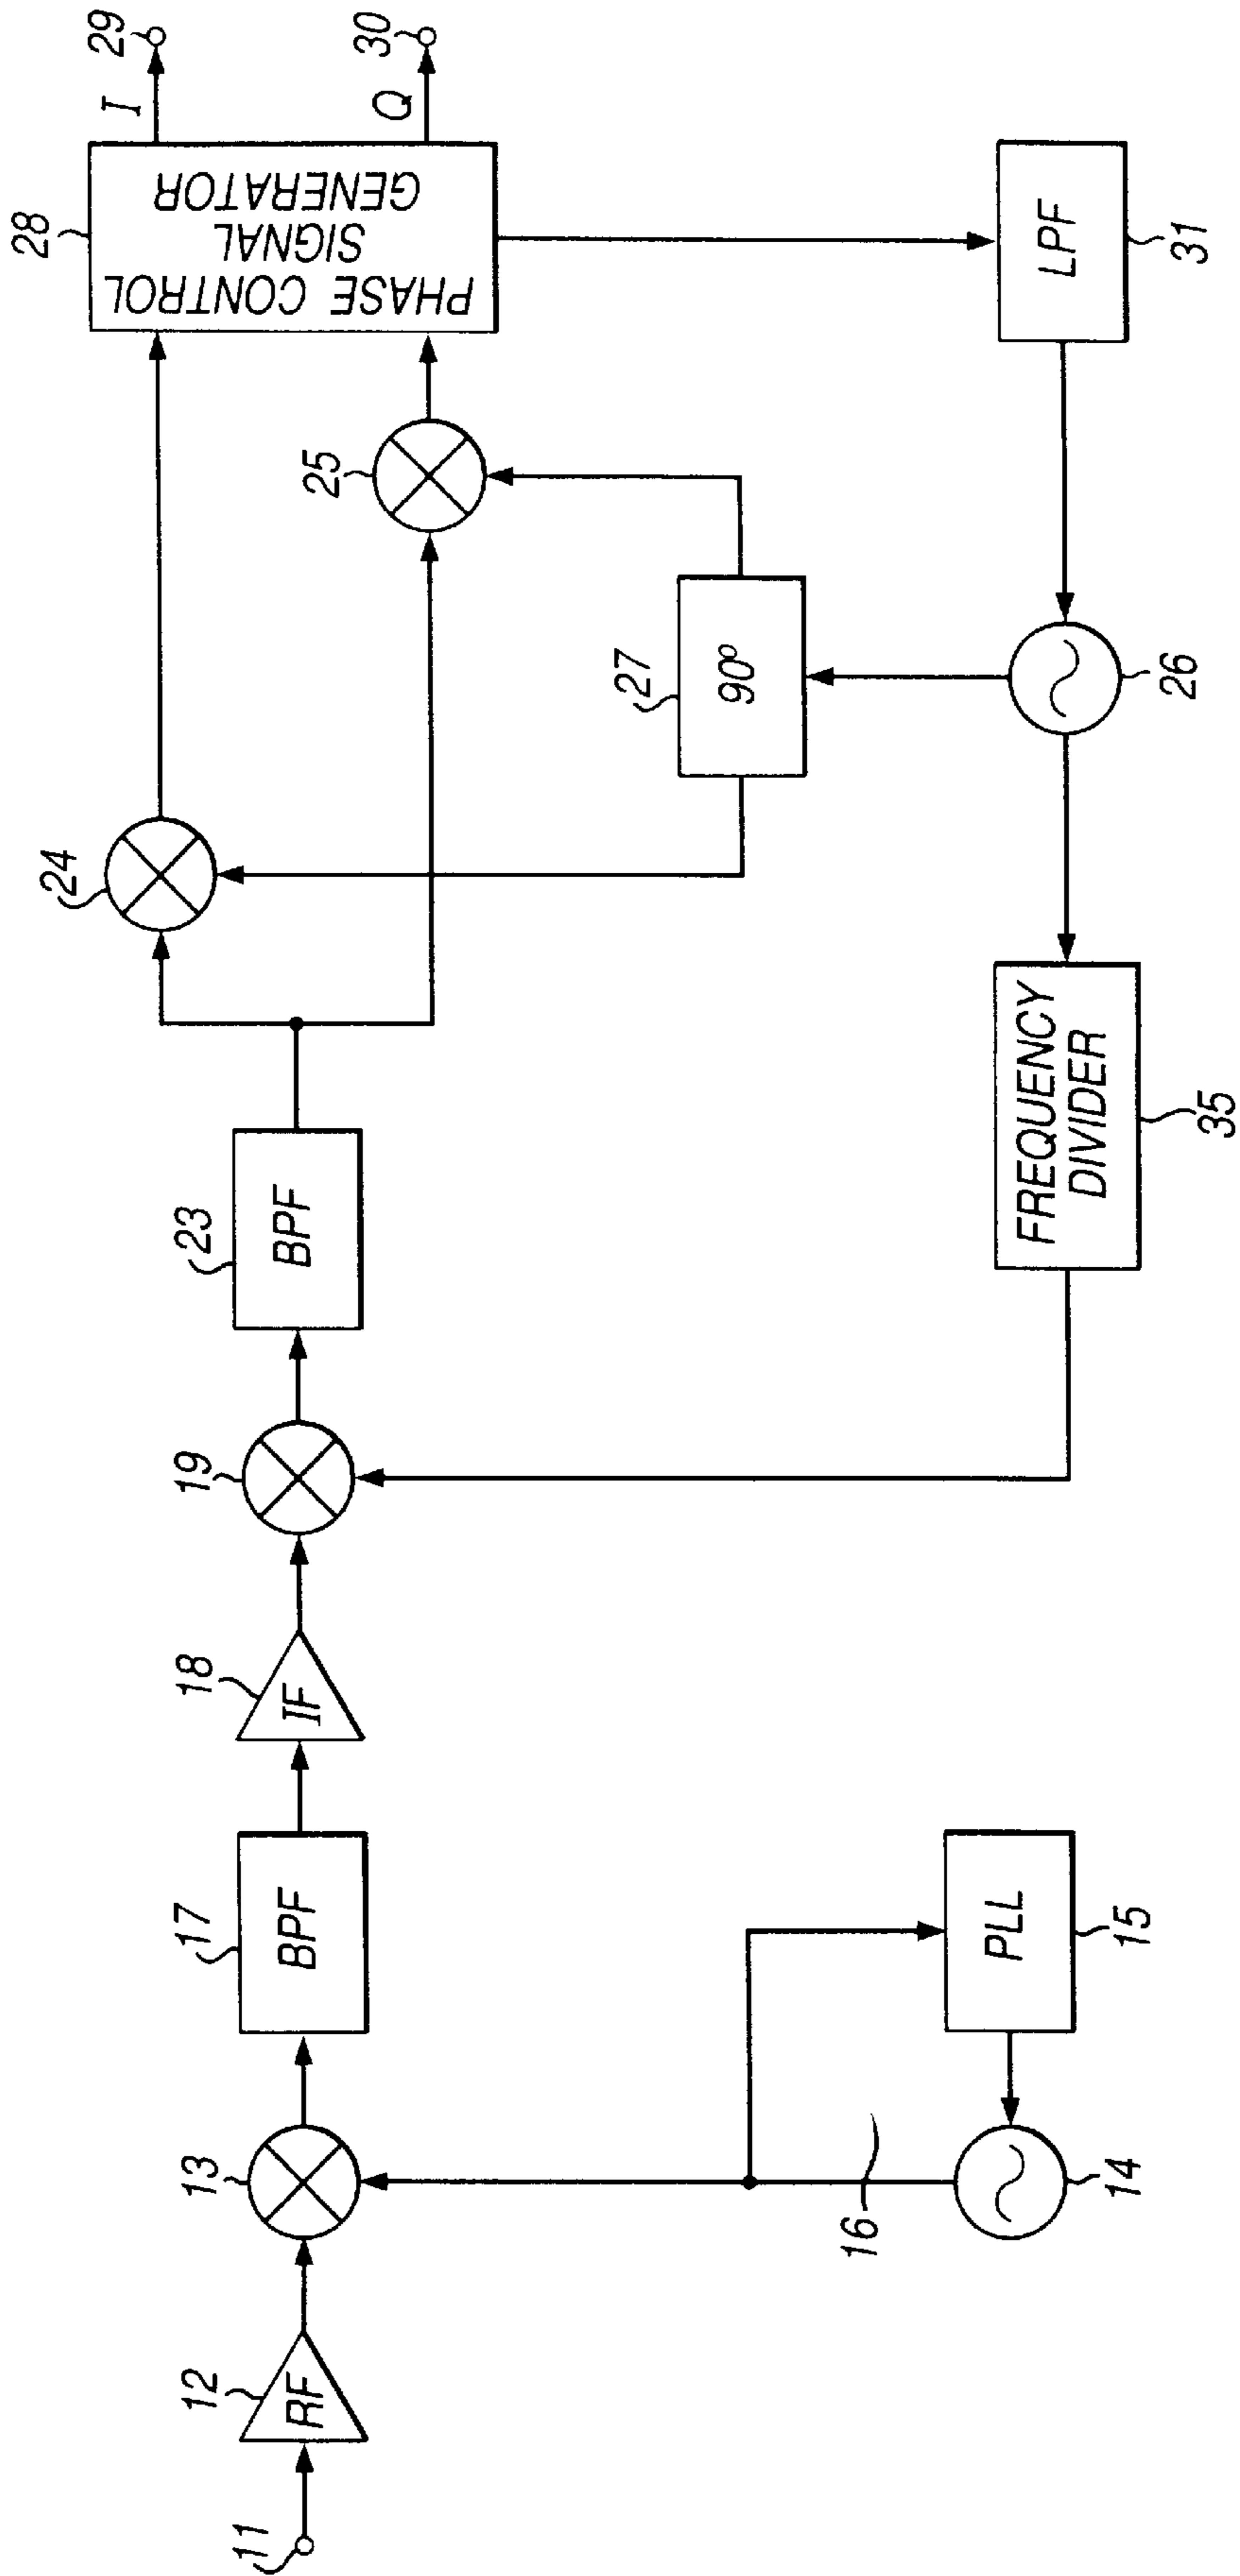 11
12
RF
13
14
PLL
15
16
17
BPF
18
IF
19
23
BPF
24
25
26
27
90°
28
PHASE CONTROL
SIGNAL
GENERATOR
I
29
Q
30
LPF
31
FREQUENCY
DIVIDER
35